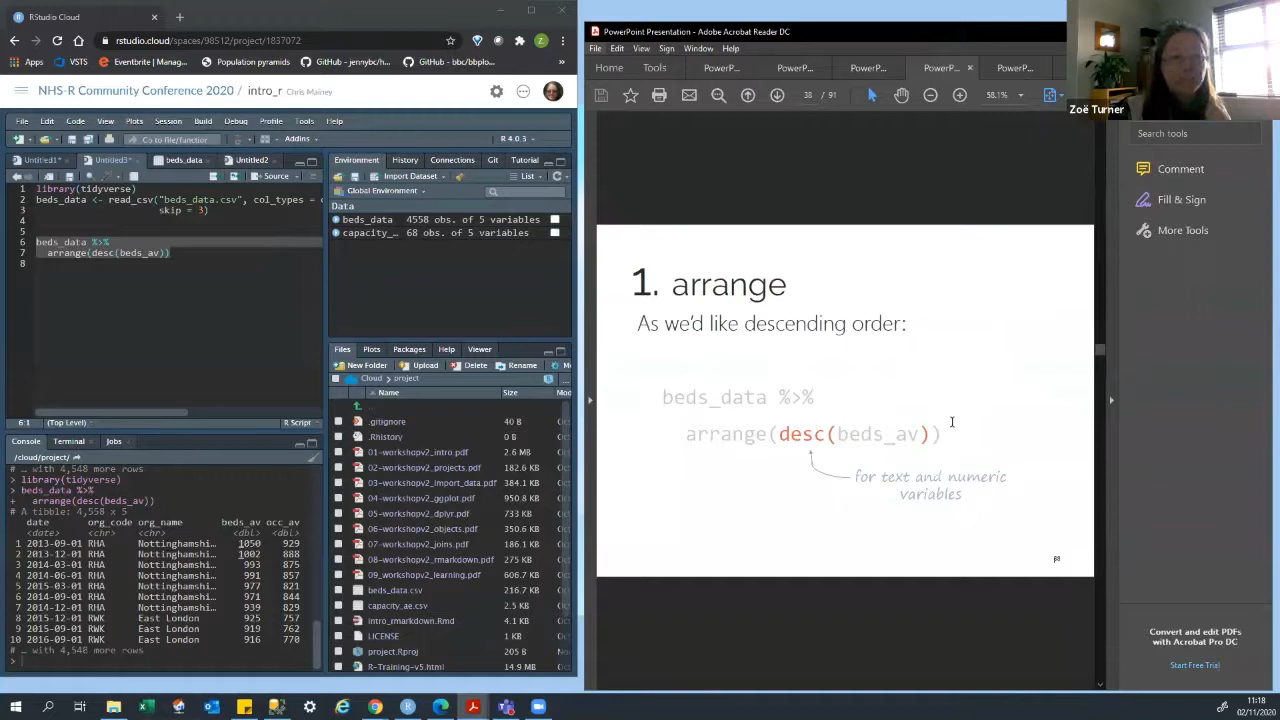 RStudio Cloud
rstudio.cloud/spaces/98512/project/1837072
Apps
VSTS
Eventbrite | Manag...
Population pyramids
GitHub - jennybc/h...
GitHub - bbc/bbplo...
NHS-R Community Conference 2020 / intro_r Chris Mainey
File Edit Code View Plots Session Build Debug Profile Tools Help
Go to file/function
Addins
R 4.0.3
Untitled1*
Untitled3*
beds_data
Untitled2
Source
1 library(tidyverse)
2 beds_data <- read_csv("beds_data.csv", col_types =
3 skip = 3)
5
6 beds_data %>%
7 arrange(desc(beds_av))
8
6:1 (Top Level) R Script
Console Terminal Jobs
/cloud/project/
# … with 4,548 more rows
> library(tidyverse)
> beds_data %>%
+ arrange(desc(beds_av))
# A tibble: 4,558 x 5
date org_code org_name beds_av occ_av
<date> <chr> <chr> <dbl> <dbl>
1 2013-09-01 RHA Nottinghamshi… 1050 929
2 2013-12-01 RHA Nottinghamshi… 1002 888
3 2014-03-01 RHA Nottinghamshi… 993 875
4 2014-06-01 RHA Nottinghamshi… 991 857
5 2015-03-01 RHA Nottinghamshi… 977 821
6 2014-09-01 RHA Nottinghamshi… 971 844
7 2014-12-01 RHA Nottinghamshi… 939 829
8 2015-12-01 RWK East London 925 757
9 2015-09-01 RWK East London 919 762
10 2016-09-01 RWK East London 916 770
# … with 4,548 more rows
>
Environment History Connections Git Tutorial
Import Dataset
List
Global Environment
Data
beds_data 4558 obs. of 5 variables
capacity_… 68 obs. of 5 variables
Files Plots Packages Help Viewer
New Folder Upload Delete Rename
Cloud > project
Name Size
..
.gitignore 40 B
.Rhistory 0 B
01-workshopv2_intro.pdf 2.6 MB
02-workshopv2_projects.pdf 182.6 KB
03-workshopv2_import_data.pdf 384.1 KB
04-workshopv2_ggplot.pdf 950.8 KB
05-workshopv2_dplyr.pdf 733 KB
06-workshopv2_objects.pdf 350.6 KB
07-workshopv2_joins.pdf 186.1 KB
08-workshopv2_rmarkdown.pdf 275 KB
09_workshopv2_learning.pdf 606.7 KB
beds_data.csv 216.7 KB
capacity_ae.csv 2.5 KB
intro_rmarkdown.Rmd 4.1 KB
LICENSE 1 KB
project.Rproj 205 B
R-Training-v5.html 14.9 MB
PowerPoint Presentation - Adobe Acrobat Reader DC
File Edit View Sign Window Help
Home Tools PowerP... PowerP... PowerP... PowerP... PowerP...
38 / 91
58.1%
1. arrange
As we'd like descending order:
beds_data %>%
arrange(desc(beds_av))
for text and numeric
variables
Zoë Turner
Search tools
Comment
Fill & Sign
More Tools
Convert and edit PDFs
with Acrobat Pro DC
Start Free Trial
11:18
02/11/2020